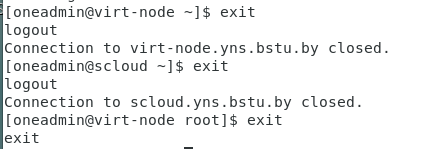 [oneadmin@virt-node ~]$ exit
logout
Connection to virt-node.yns.bstu.by closed.
[oneadmin@scloud ~]$ exit
logout
Connection to scloud.yns.bstu.by closed.
[oneadmin@virt-node root]$ exit
exit